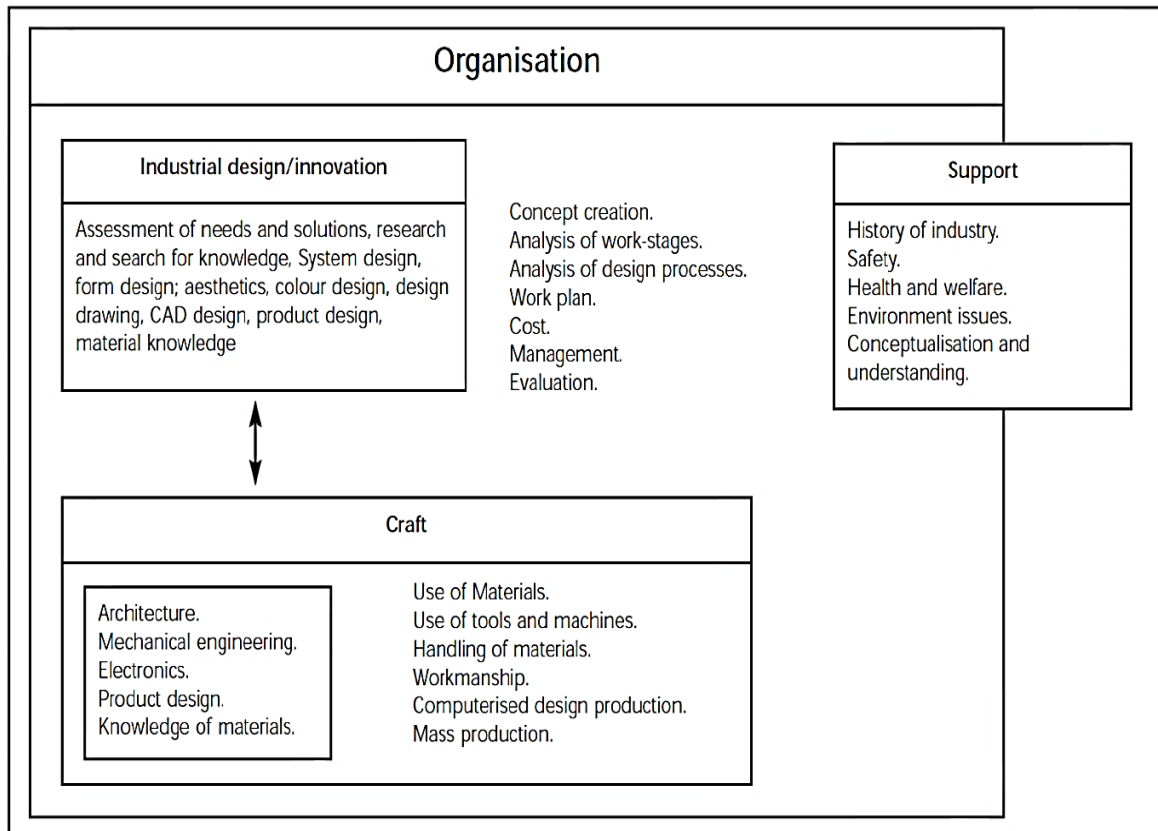 Organisation
Industrial design/innovation
Assessment of needs and solutions, research
and search for knowledge, System design,
form design; aesthetics, colour design, design
drawing, CAD design, product design,
material knowledge
Concept creation.
Analysis of work-stages.
Analysis of design processes.
Work plan.
Cost.
Management.
Evaluation.
Support
History of industry.
Safety.
Health and welfare.
Environment issues.
Conceptualisation and
understanding.
Craft
Architecture.
Mechanical engineering.
Electronics.
Product design.
Knowledge of materials.
Use of Materials.
Use of tools and machines.
Handling of materials.
Workmanship.
Computerised design production.
Mass production.